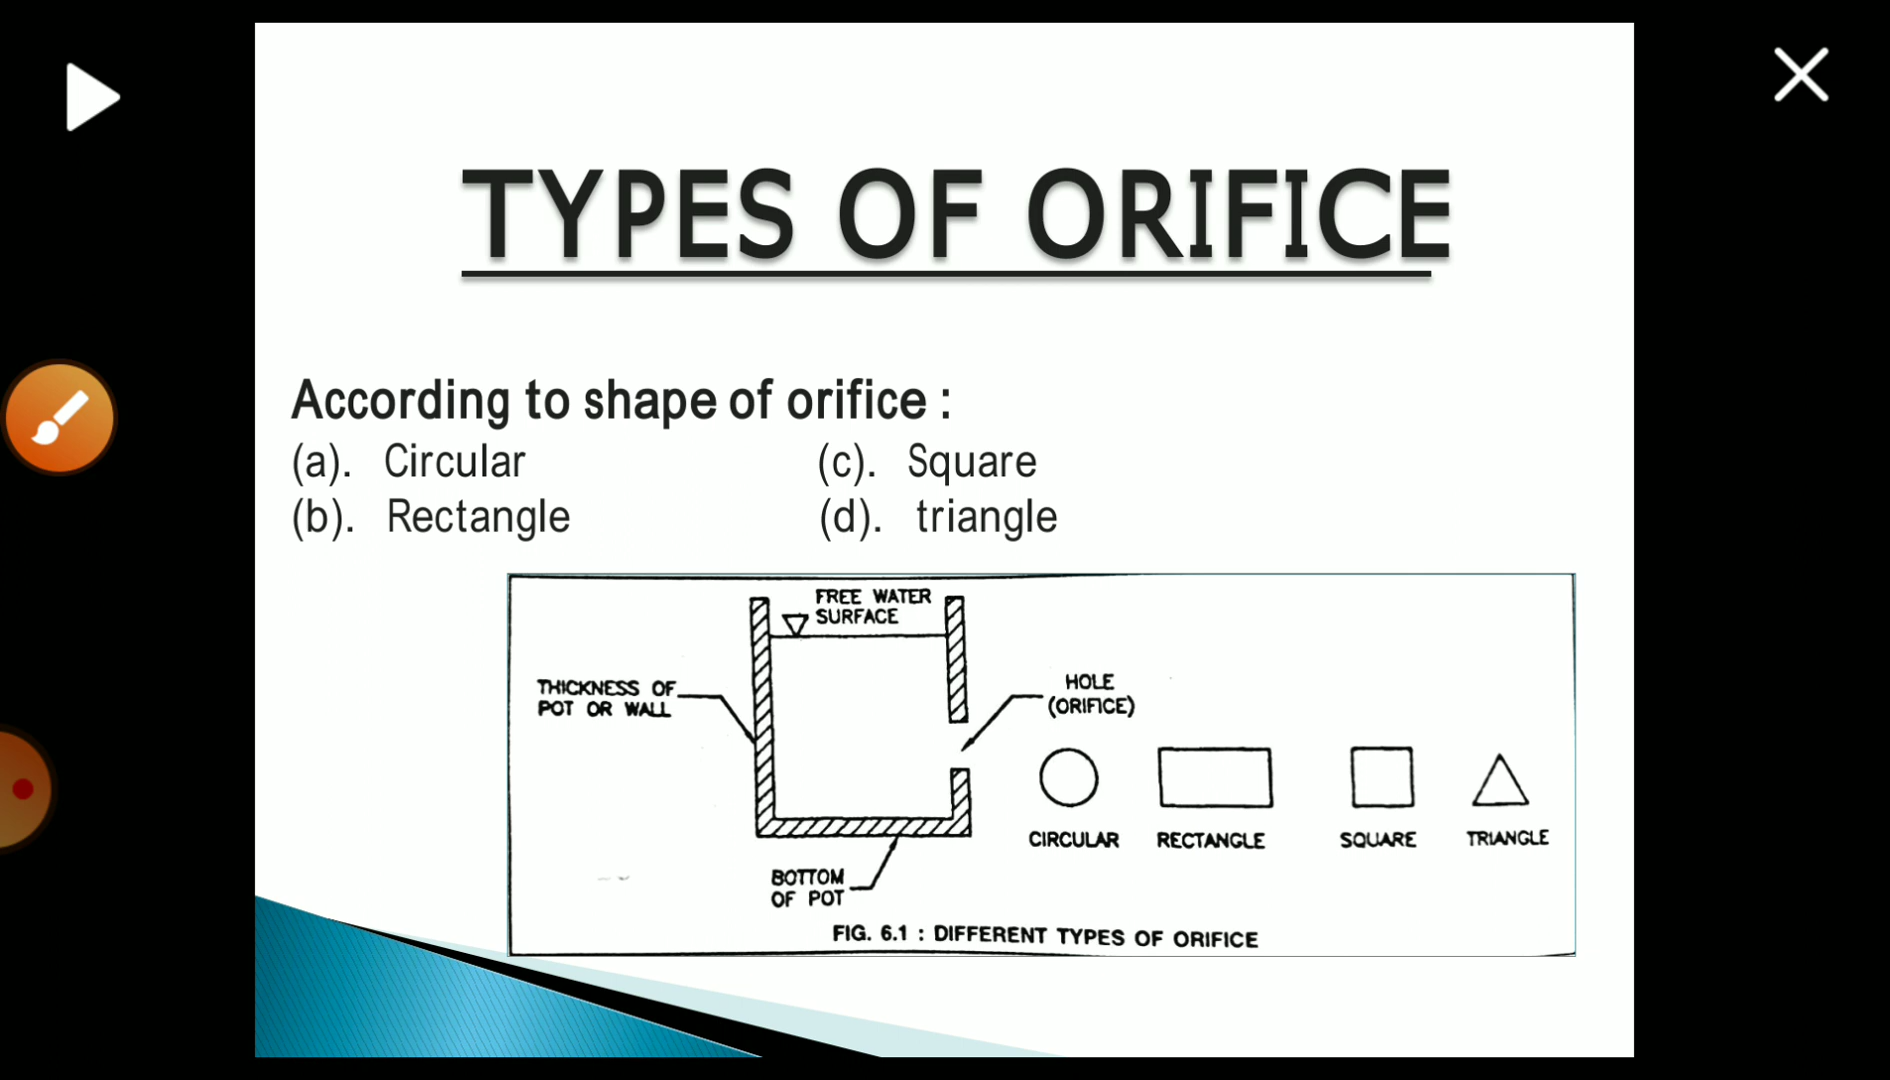 TYPES OF ORIFICE
According to shape of orifice :
(a). Circular
(c). Square
(b). Rectangle
(d). triangle
FREE WATER
SURFACE
THICKNESS OF
POT OR WALL
HOLE
(ORIFICE)
CIRCULAR
RECTANGLE
SQUARE
TRIANGLE
BOTTOM
OF POT
FIG. 6.1 : DIFFERENT TYPES OF ORIFICE